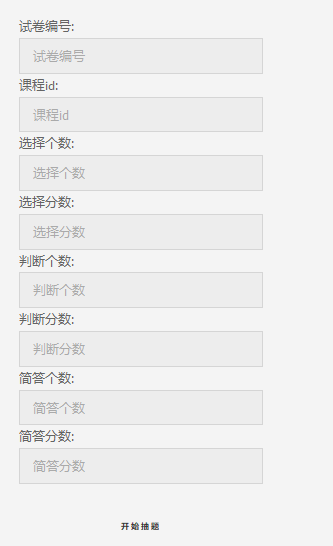 试卷编号:
试卷编号
课程id:
课程id
选择个数:
选择个数
选择分数:
选择分数
判断个数:
判断个数
判断分数:
判断分数
简答个数:
简答个数
简答分数:
简答分数
开始抽题